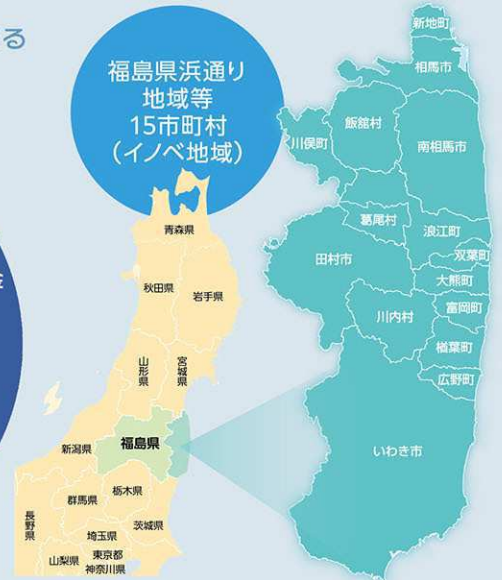 る
福島県浜通り
地域等
15市町村
（イノベ地域）
金
新地町
相馬市
飯舘村
川俣町
南相馬市
葛尾村
浪江町
双葉町
田村市
大熊町
富岡町
川内村
楢葉町
広野町
いわき市
青森県
秋田県
岩手県
山形県
宮城県
福島県
新潟県
栃木県
群馬県
茨城県
長野県
埼玉県
東京都
山梨県
神奈川県